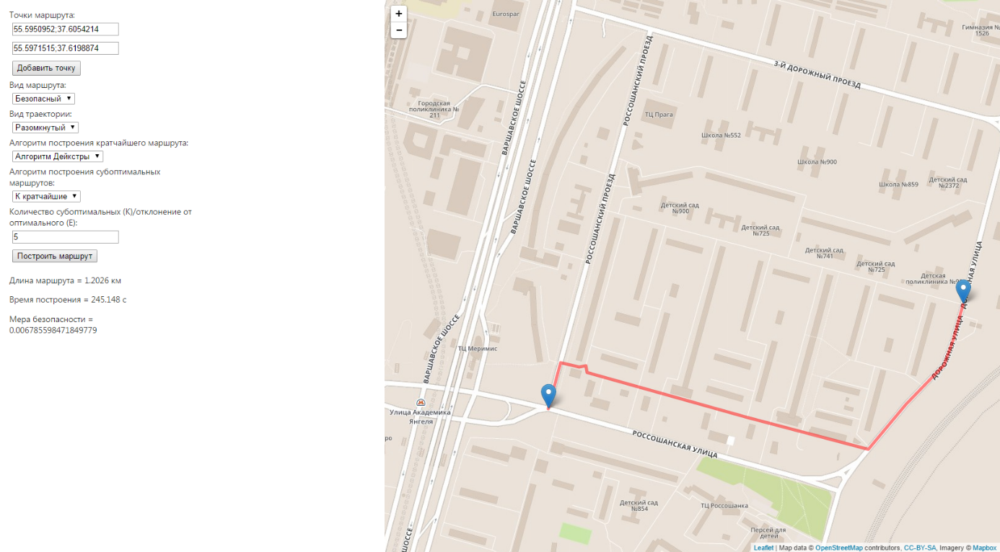 Точки маршрута:
55.5950952;37.6054214
55.5971515;37.6198874
Добавить точку
Вид маршрута:
Безопасный
Вид траектории:
Разомкнутый
Алгоритм построения кратчайшего маршрута:
Алгоритм Дейкстры
Алгоритм построения субоптимальных
маршрутов:
К кратчайшие
Количество субоптимальных (К)/отклонение от
оптимального (Е):
5
Построить маршрут
Длина маршрута = 1.2026 км
Время построения = 245.148 с
Мера безопасности =
0.006785598471849779
+
−
Eurospar
Гимназия №
1526
3-Й ДОРОЖНЫЙ ПРОЕЗД
РОССОШАНСКИЙ ПРОЕЗД
ВАРШАВСКОЕ ШОССЕ
Городская
поликлиника №
211
ТЦ Прага
Школа №552
Школа №900
Школа №859
Детский сад
№2372
ВАРШАВСКОЕ ШОССЕ
РОССОШАНСКИЙ ПРОЕЗД
Детский сад
№900
Детский сад
№725
Детский сад
№741
Детский сад
№725
Детская
поликлиника №
ДОРОЖНАЯ УЛИЦА
ВАРШАВСКОЕ ШОССЕ
ТЦ Меримис
ДОРОЖНАЯ УЛИЦА
Улица Академика
Янгеля
РОССОШАНСКАЯ УЛИЦА
ро
Детский сад
№854
ТЦ Россошанка
Персей для
детей
ШОССЕ
Leaflet | Map data © OpenStreetMap contributors, CC-BY-SA, Imagery © Mapbox